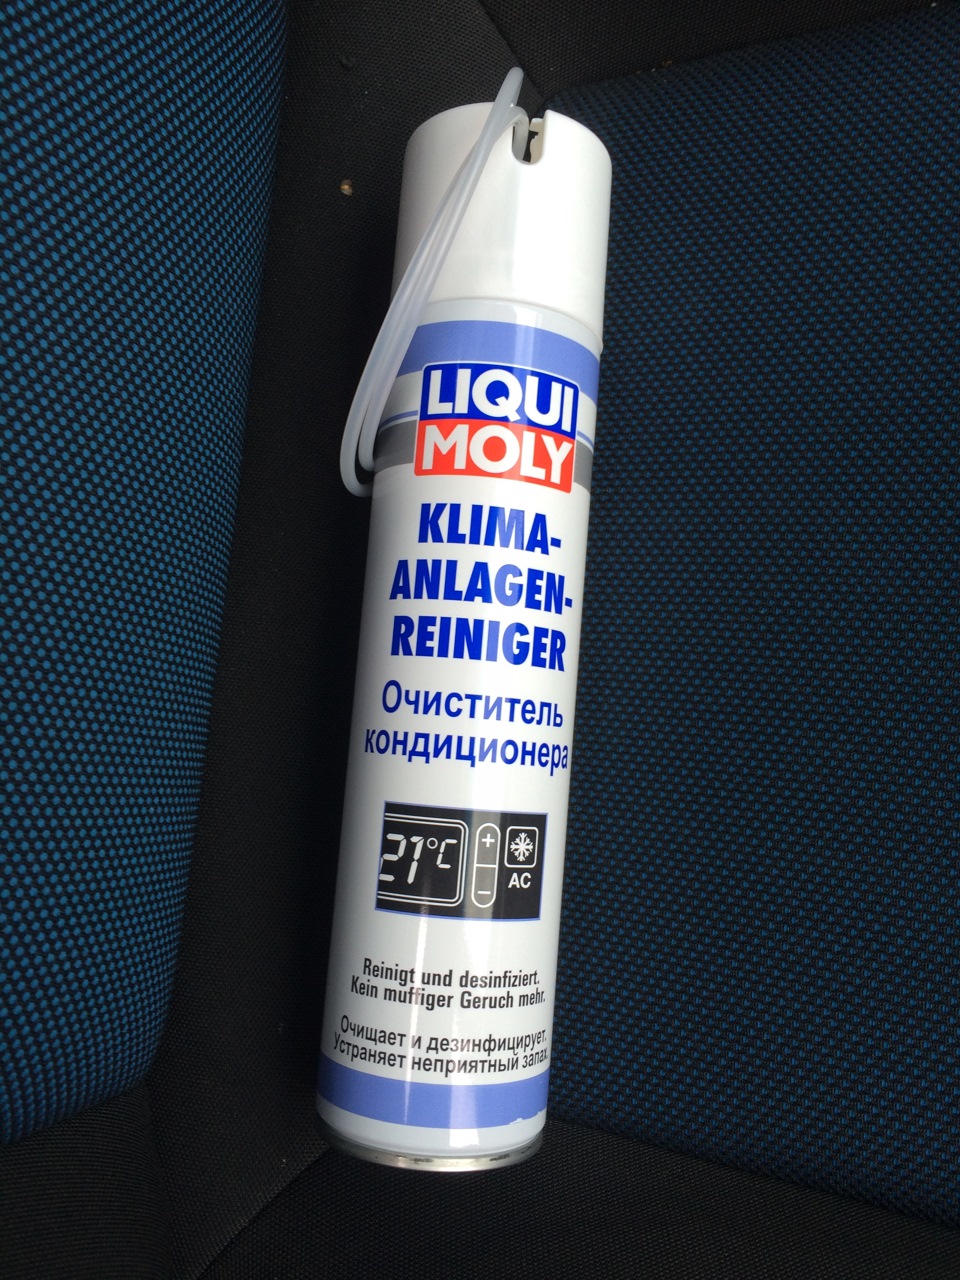 LIQUI
MOLY
KLIMA-
ANLAGEN-
REINIGER
Очиститель
кондиционера
21°C
+
−
AC
Reinigt und desinfiziert.
Kein muffiger Geruch mehr.
Очищает и дезинфицирует.
Устраняет неприятный запах.